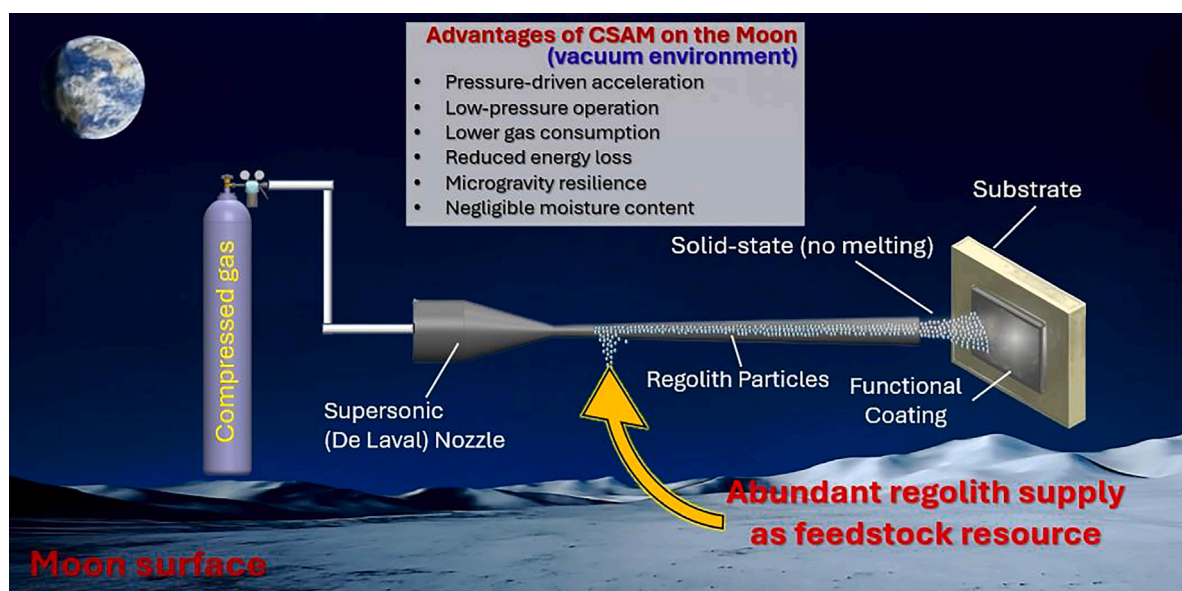 Advantages of CSAM on the Moon
(vacuum environment)
• Pressure-driven acceleration
• Low-pressure operation
• Lower gas consumption
• Reduced energy loss
• Microgravity resilience
• Negligible moisture content
Substrate
Solid-state (no melting)
Compressed gas
Regolith Particles
Functional
Coating
Supersonic
(De Laval) Nozzle
Abundant regolith supply
as feedstock resource
Moon surface